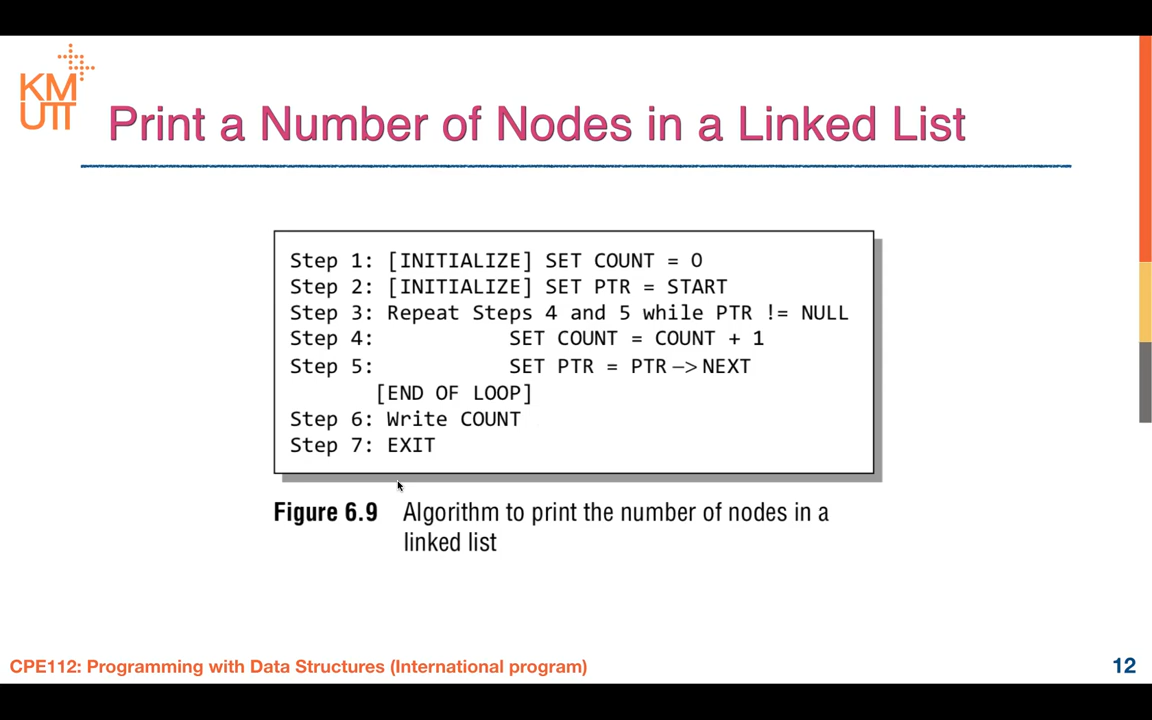 KM
UTT
Print a Number of Nodes in a Linked List
Step 1: [INITIALIZE] SET COUNT = 0
Step 2: [INITIALIZE] SET PTR = START
Step 3: Repeat Steps 4 and 5 while PTR != NULL
Step 4: SET COUNT = COUNT + 1
Step 5: SET PTR = PTR –> NEXT
[END OF LOOP]
Step 6: Write COUNT
Step 7: EXIT
Figure 6.9 Algorithm to print the number of nodes in a
linked list
CPE112: Programming with Data Structures (International program)
12